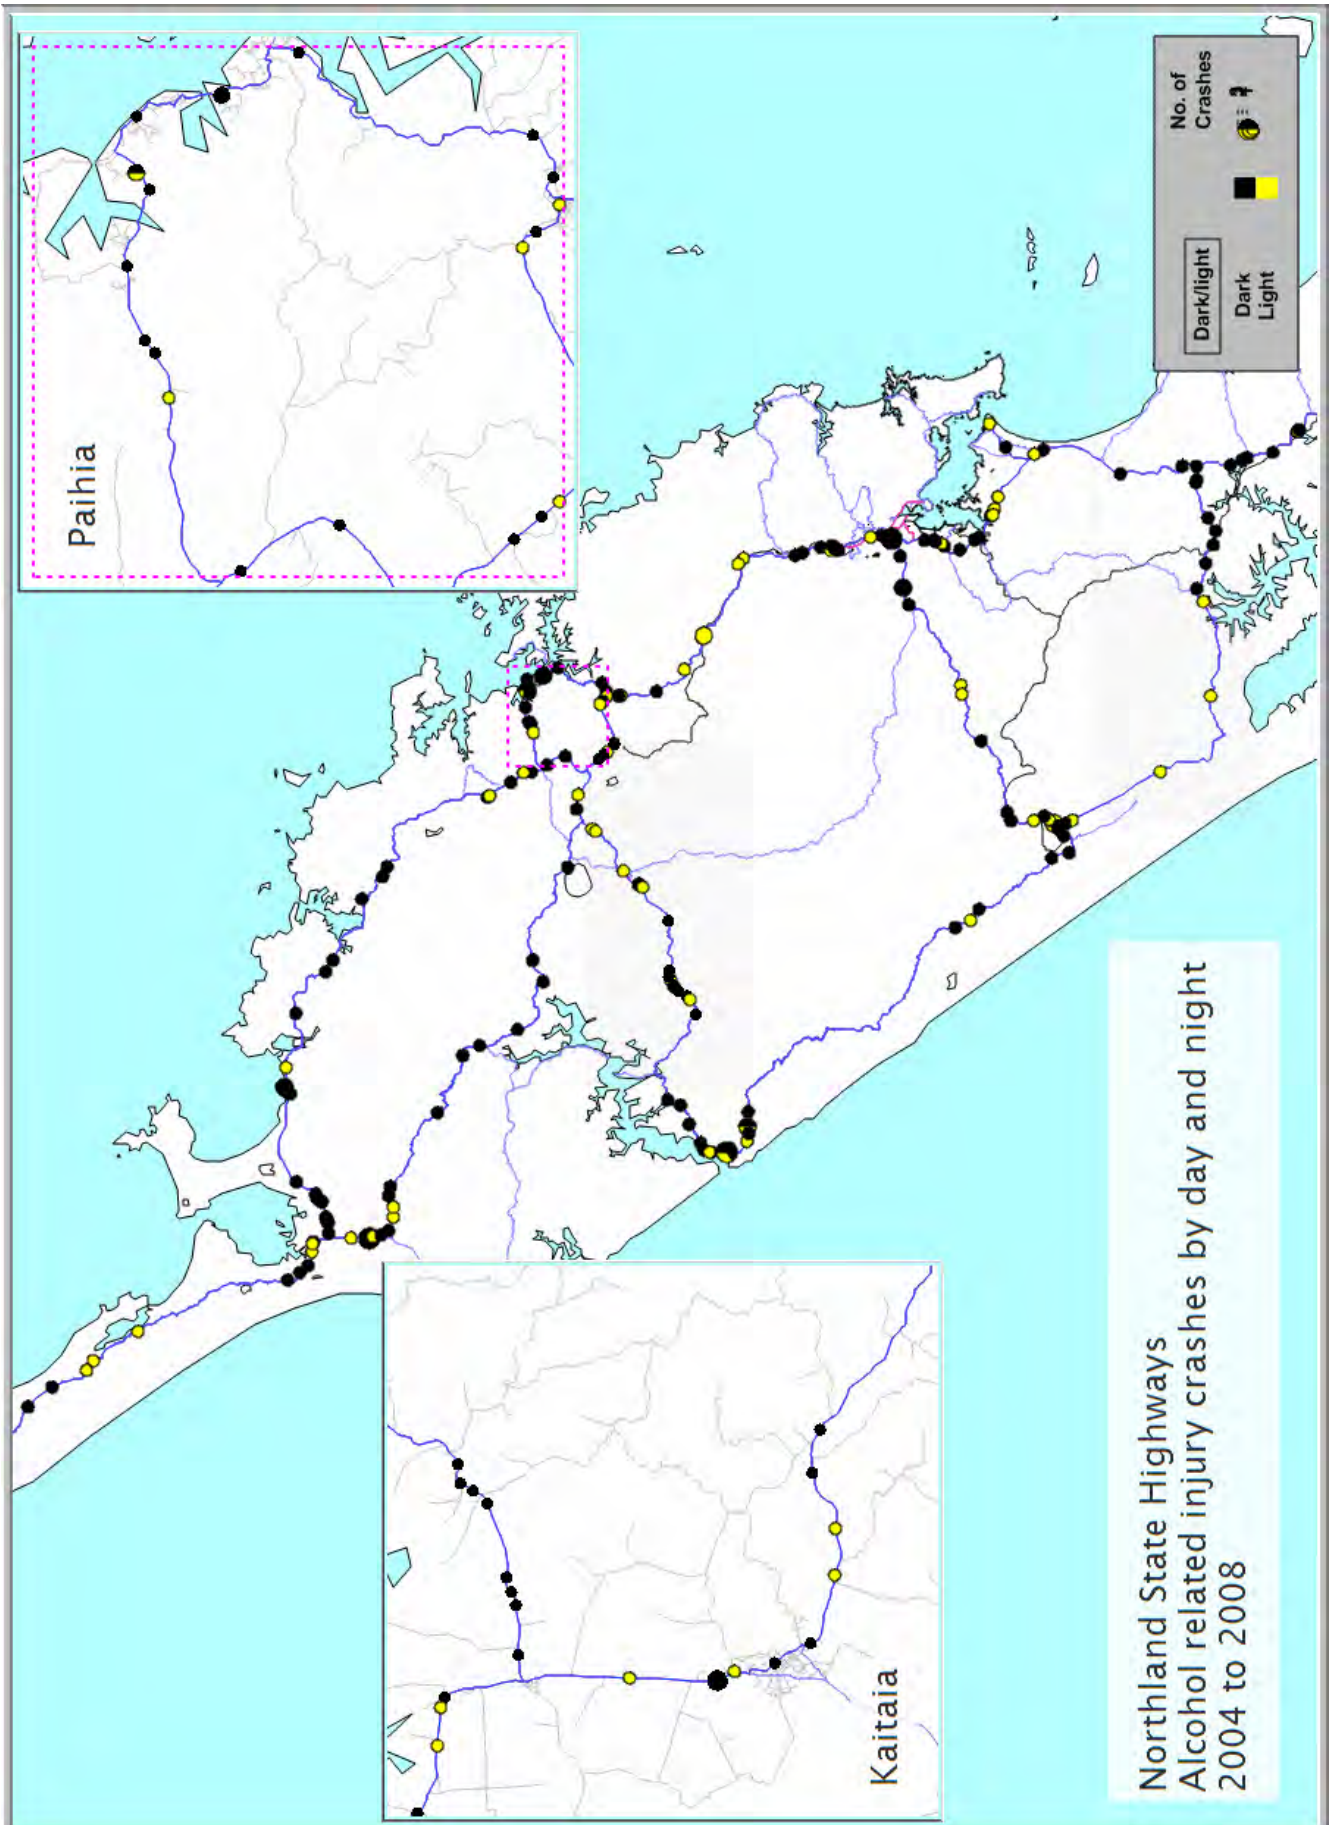 Paihia
Kaitaia
Northland State Highways
Alcohol related injury crashes by day and night
2004 to 2008
Dark/light
No. of
Crashes
Dark
Light